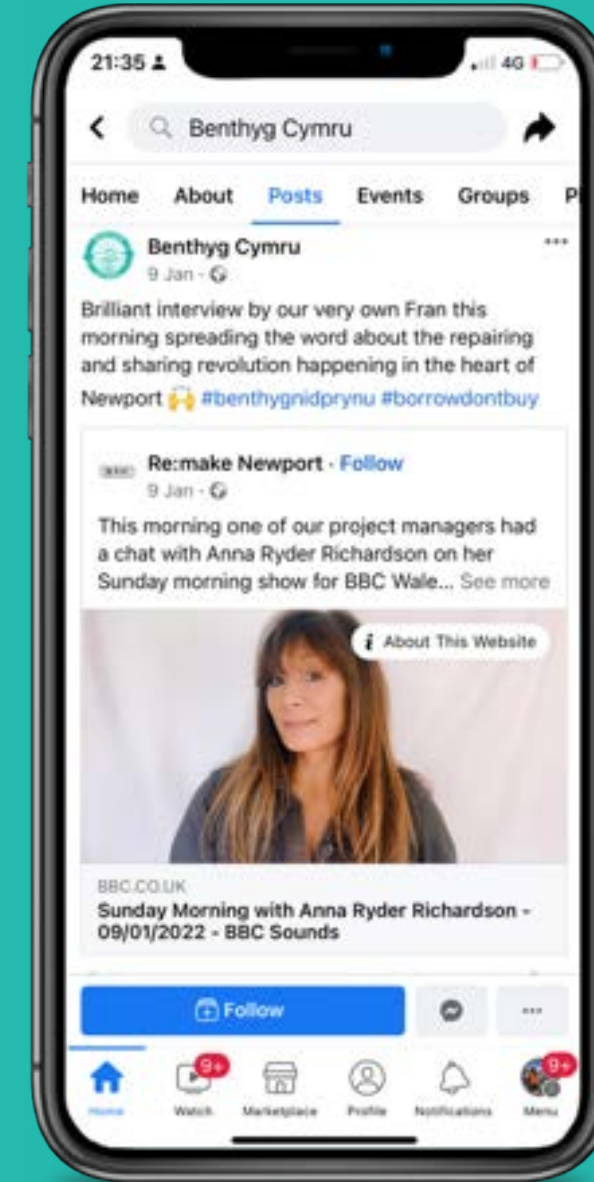 21:35
4G
Benthyg Cymru
Home About Posts Events Groups P
Benthyg Cymru
9 Jan ·
Brilliant interview by our very own Fran this
morning spreading the word about the repairing
and sharing revolution happening in the heart of
Newport 🙌 #benthygnidprynu #borrowdontbuy
Re:make Newport · Follow
9 Jan ·
This morning one of our project managers had
a chat with Anna Ryder Richardson on her
Sunday morning show for BBC Wale... See more
i About This Website
BBC.CO.UK
Sunday Morning with Anna Ryder Richardson -
09/01/2022 - BBC Sounds
Follow
9+ 9+
Home Watch Marketplace Profile Notifications Menu